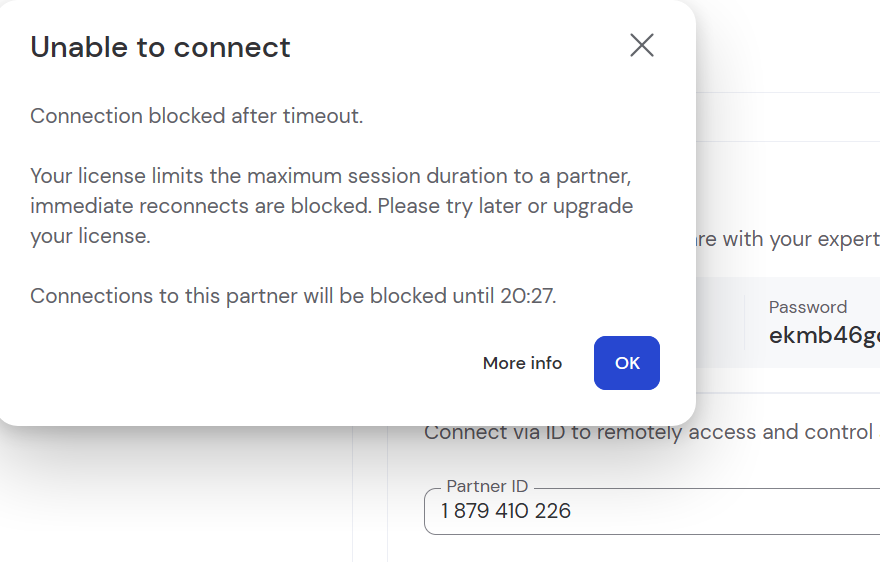 Unable to connect
Connection blocked after timeout.
Your license limits the maximum session duration to a partner,
immediate reconnects are blocked. Please try later or upgrade
your license.
Connections to this partner will be blocked until 20:27.
More info
OK
with your expert
Password
ekmb46g
Connect via ID to remotely access and control
Partner ID
1 879 410 226